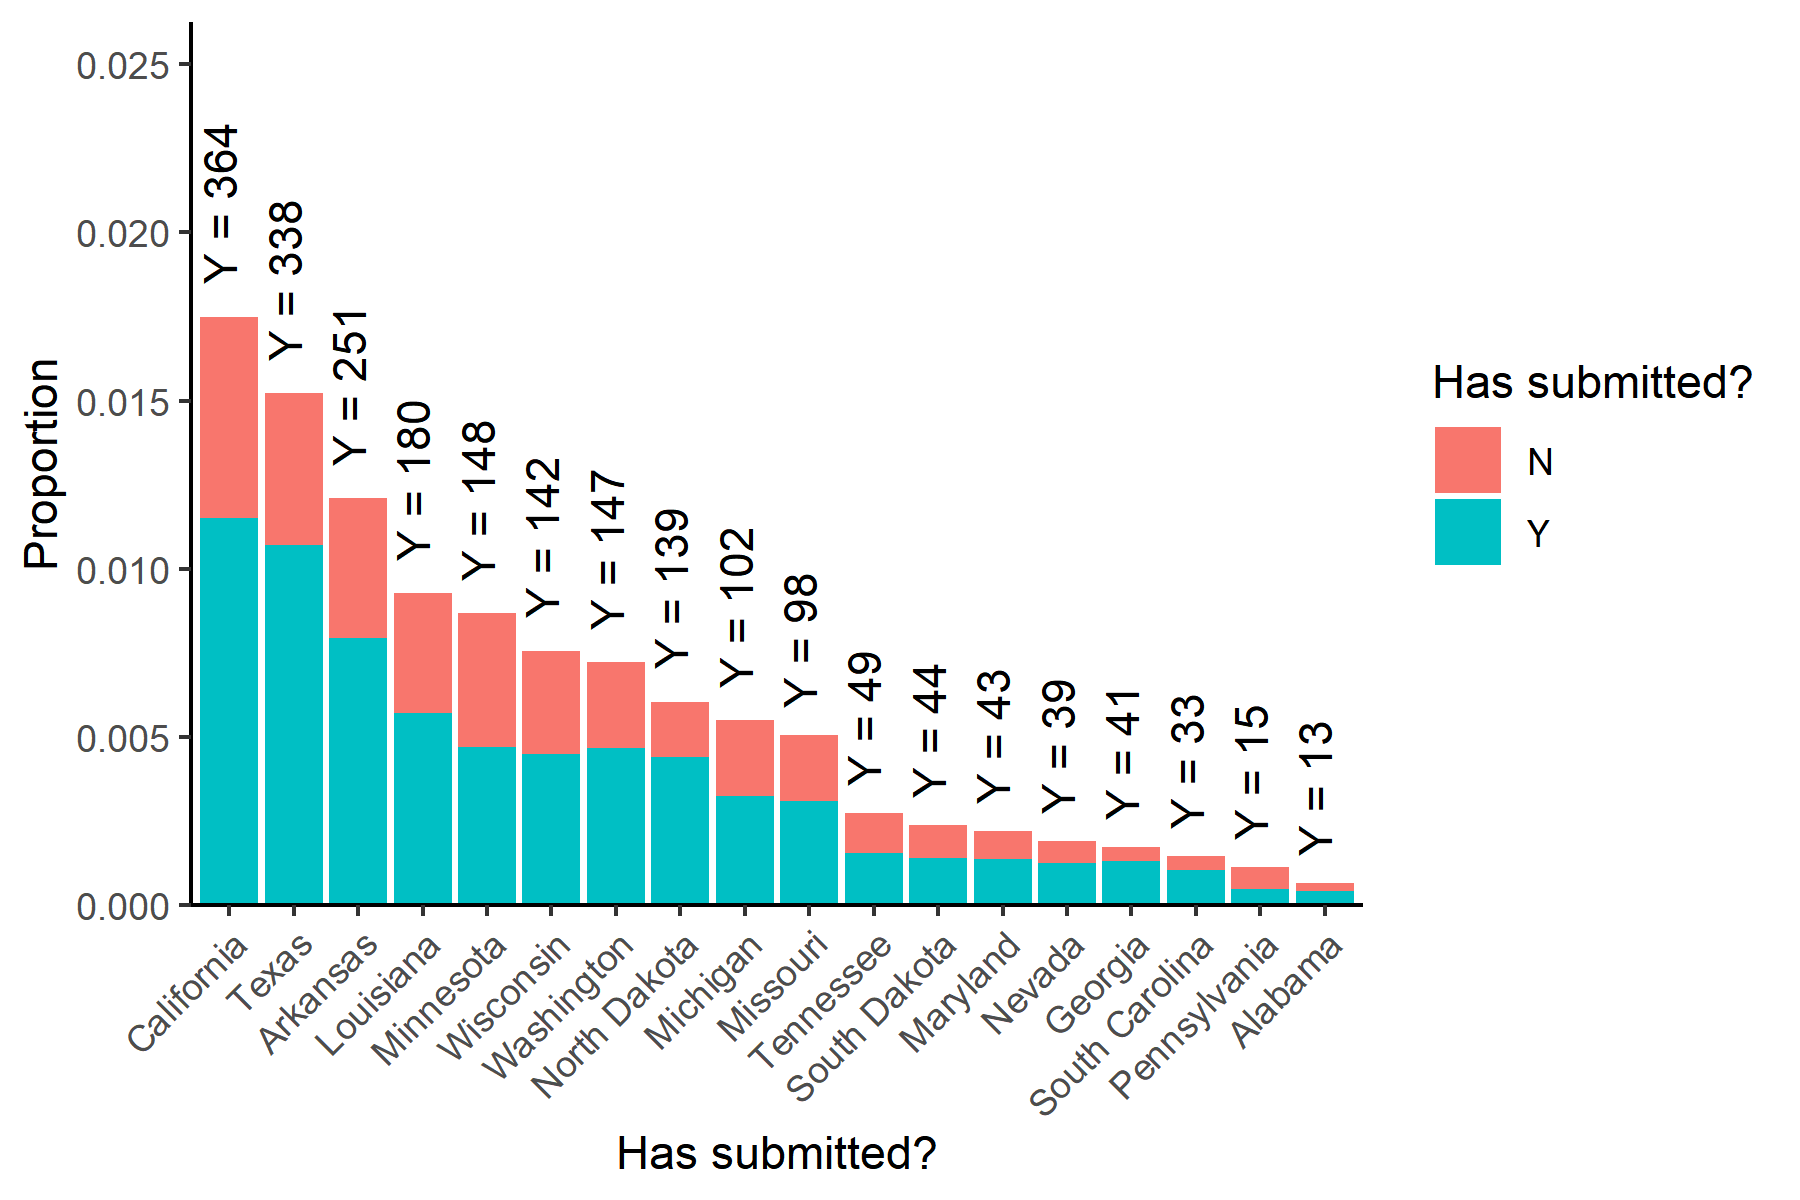 0.025
0.020
0.015
0.010
0.005
0.000
Proportion
Y = 364
Y = 338
Y = 251
Y = 180
Y = 148
Y = 142
Y = 147
Y = 139
Y = 102
Y = 98
Y = 49
Y = 44
Y = 43
Y = 39
Y = 41
Y = 33
Y = 15
Y = 13
California
Texas
Arkansas
Louisiana
Minnesota
Wisconsin
Washington
North Dakota
Michigan
Missouri
Tennessee
South Dakota
Maryland
Nevada
Georgia
South Carolina
Pennsylvania
Alabama
Has submitted?
Has submitted?
N
Y